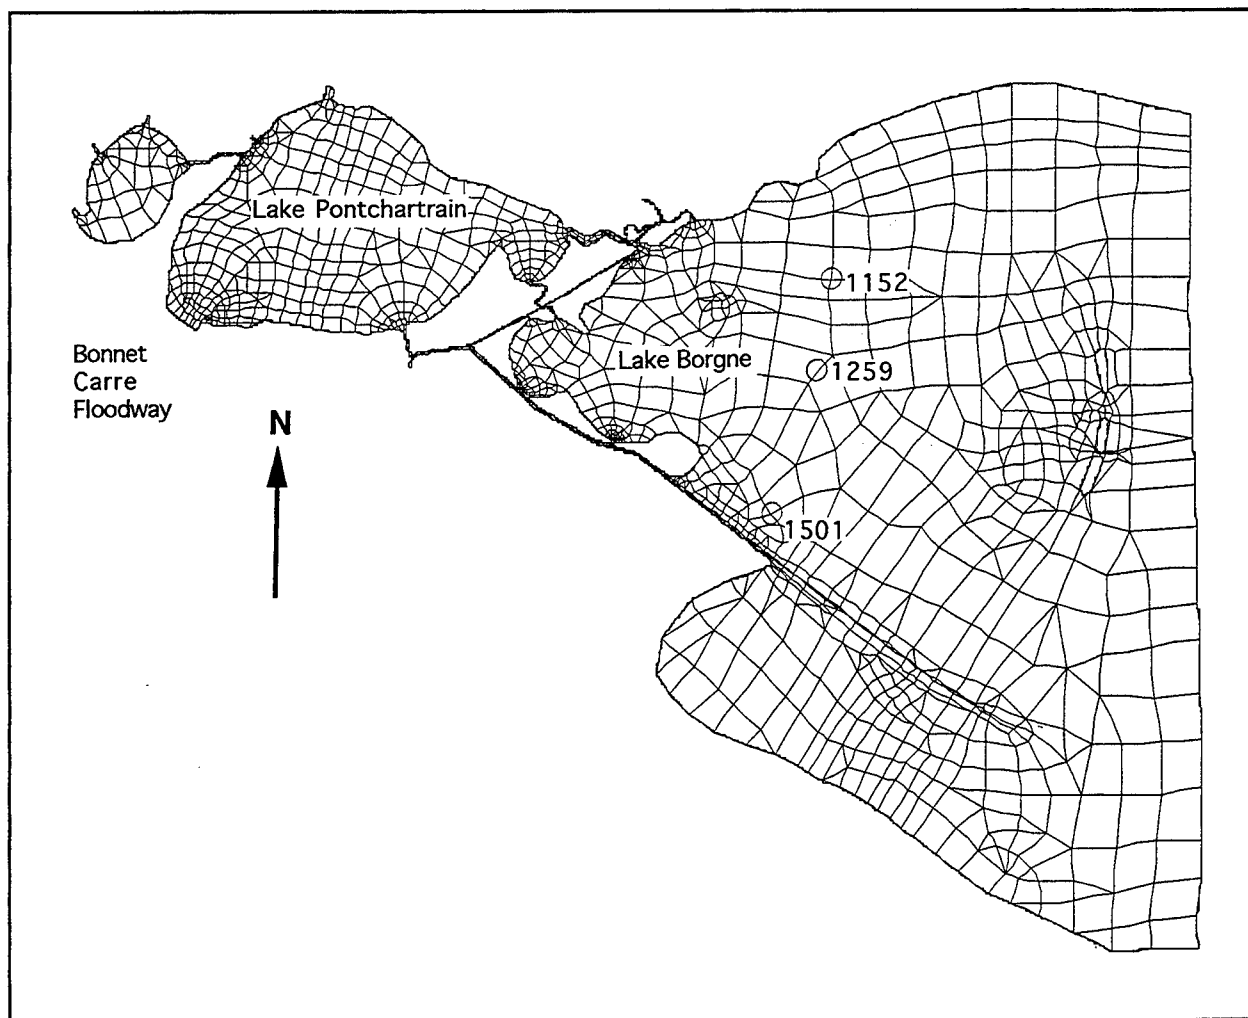 Lake Pontchartrain
1152
Lake Borgne
1259
Bonnet
Carre
Floodway
N
1501